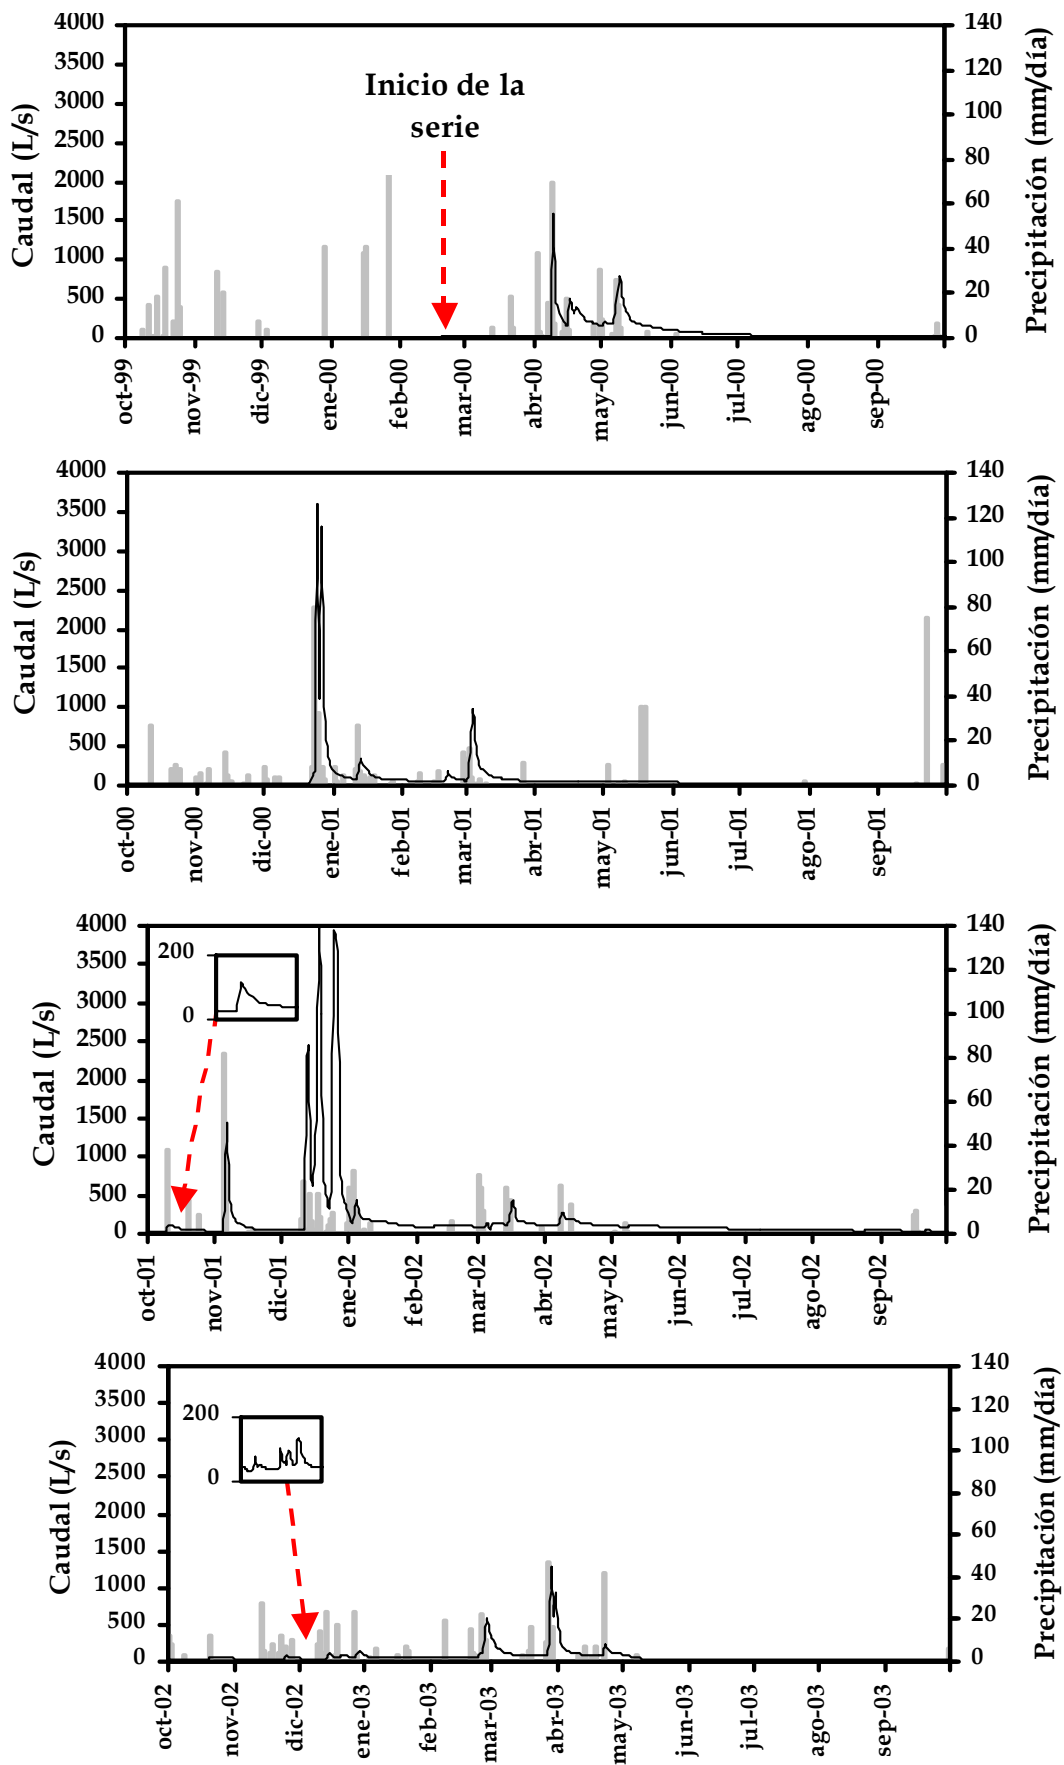 4000
3500
3000
2500
2000
1500
1000
500
0
Caudal (L/s)
Inicio de la
serie
140
120
100
80
60
40
20
0
Precipitación (mm/día)
oct-99
nov-99
dic-99
ene-00
feb-00
mar-00
abr-00
may-00
jun-00
jul-00
ago-00
sep-00
4000
3500
3000
2500
2000
1500
1000
500
0
Caudal (L/s)
140
120
100
80
60
40
20
0
Precipitación (mm/día)
oct-00
nov-00
dic-00
ene-01
feb-01
mar-01
abr-01
may-01
jun-01
jul-01
ago-01
sep-01
4000
3500
3000
2500
2000
1500
1000
500
0
Caudal (L/s)
200
0
140
120
100
80
60
40
20
0
Precipitación (mm/día)
oct-01
nov-01
dic-01
ene-02
feb-02
mar-02
abr-02
may-02
jun-02
jul-02
ago-02
sep-02
4000
3500
3000
2500
2000
1500
1000
500
0
Caudal (L/s)
200
0
140
120
100
80
60
40
20
0
Precipitación (mm/día)
oct-02
nov-02
dic-02
ene-03
feb-03
mar-03
abr-03
may-03
jun-03
jul-03
ago-03
sep-03